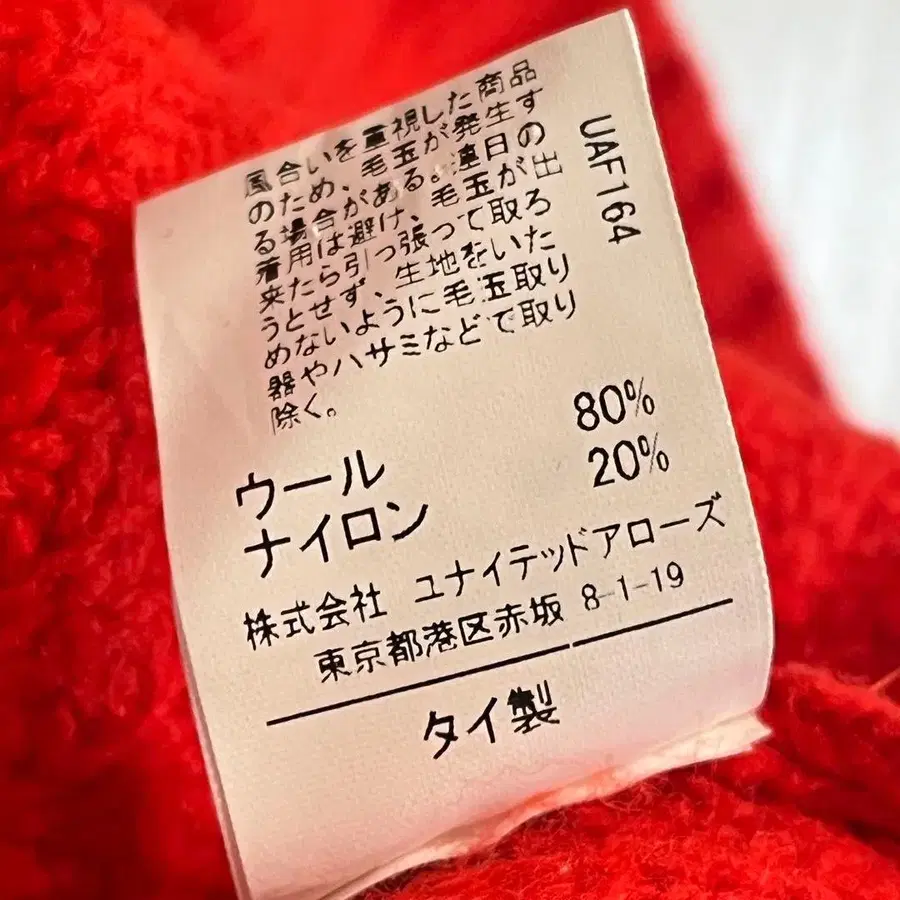 風合いを重視した商品
のため、毛玉が発生す
る場合がある。連日の
着用は避け、毛玉が出
来たら引っ張って取ろ
うとせず、生地をいた
めないように毛玉取り
器やハサミなどで取り
除く。
UAF164
ウール 80%
ナイロン 20%
株式会社 ユナイテッドアローズ
東京都港区赤坂 8-1-19
タイ製